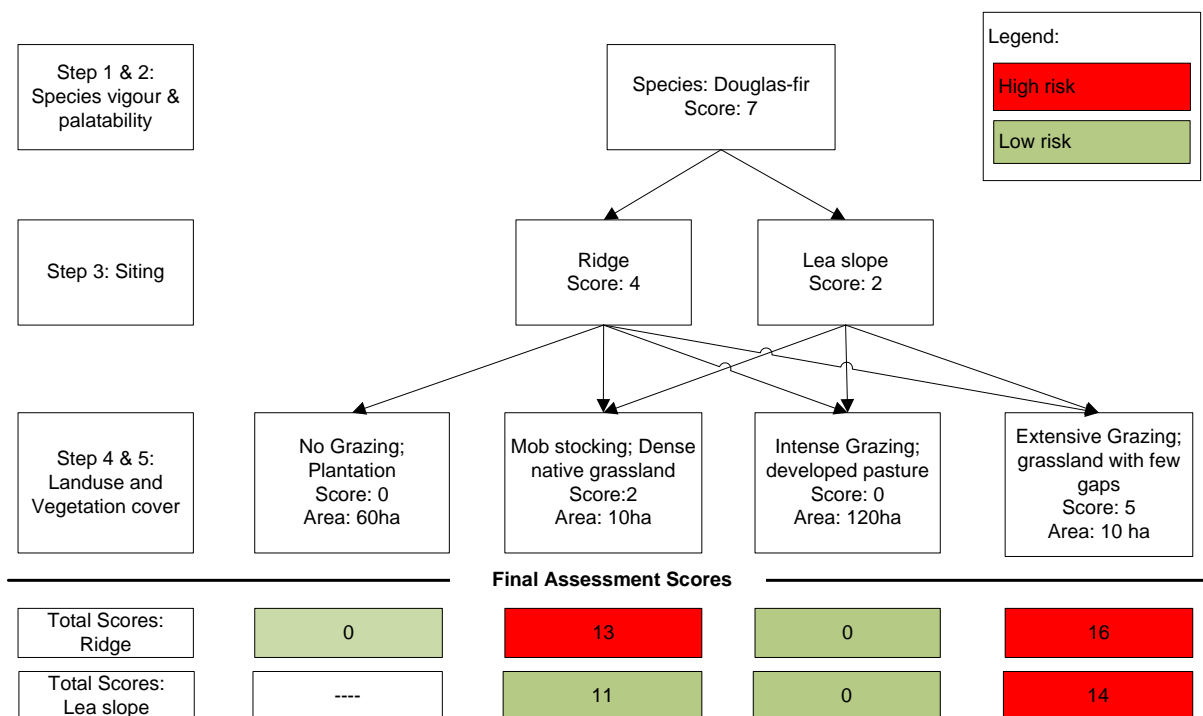 Step 1 & 2:
Species vigour &
palatability
Species: Douglas-fir
Score: 7
Legend:
High risk
Low risk
Step 3: Siting
Ridge
Score: 4
Lea slope
Score: 2
Step 4 & 5:
Landuse and
Vegetation cover
No Grazing;
Plantation
Score: 0
Area: 60ha
Mob stocking; Dense
native grassland
Score:2
Area: 10ha
Intense Grazing;
developed pasture
Score: 0
Area: 120ha
Extensive Grazing;
grassland with few
gaps
Score: 5
Area: 10 ha
Final Assessment Scores
Total Scores:
Ridge
0
13
0
16
Total Scores:
Lea slope
----
11
0
14